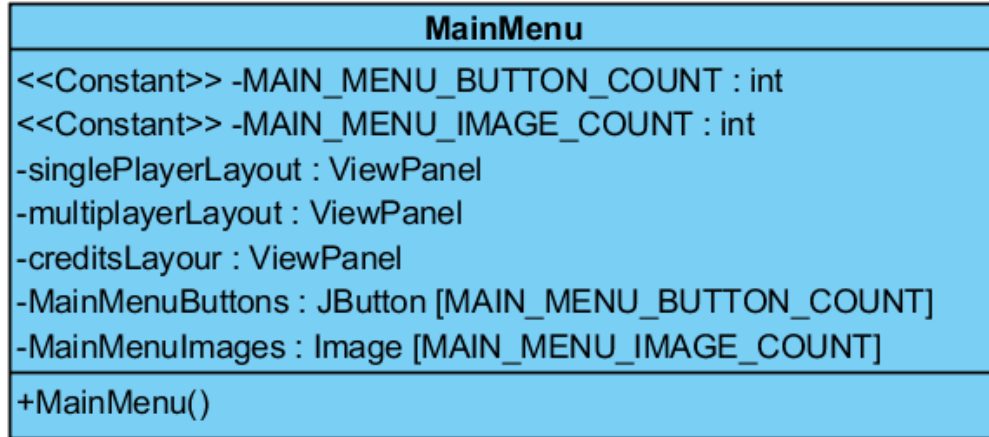 MainMenu
<<Constant>> -MAIN_MENU_BUTTON_COUNT : int
<<Constant>> -MAIN_MENU_IMAGE_COUNT : int
-singlePlayerLayout : ViewPanel
-multiplayerLayout : ViewPanel
-creditsLayour : ViewPanel
-MainMenuButtons : JButton [MAIN_MENU_BUTTON_COUNT]
-MainMenuImages : Image [MAIN_MENU_IMAGE_COUNT]
+MainMenu()